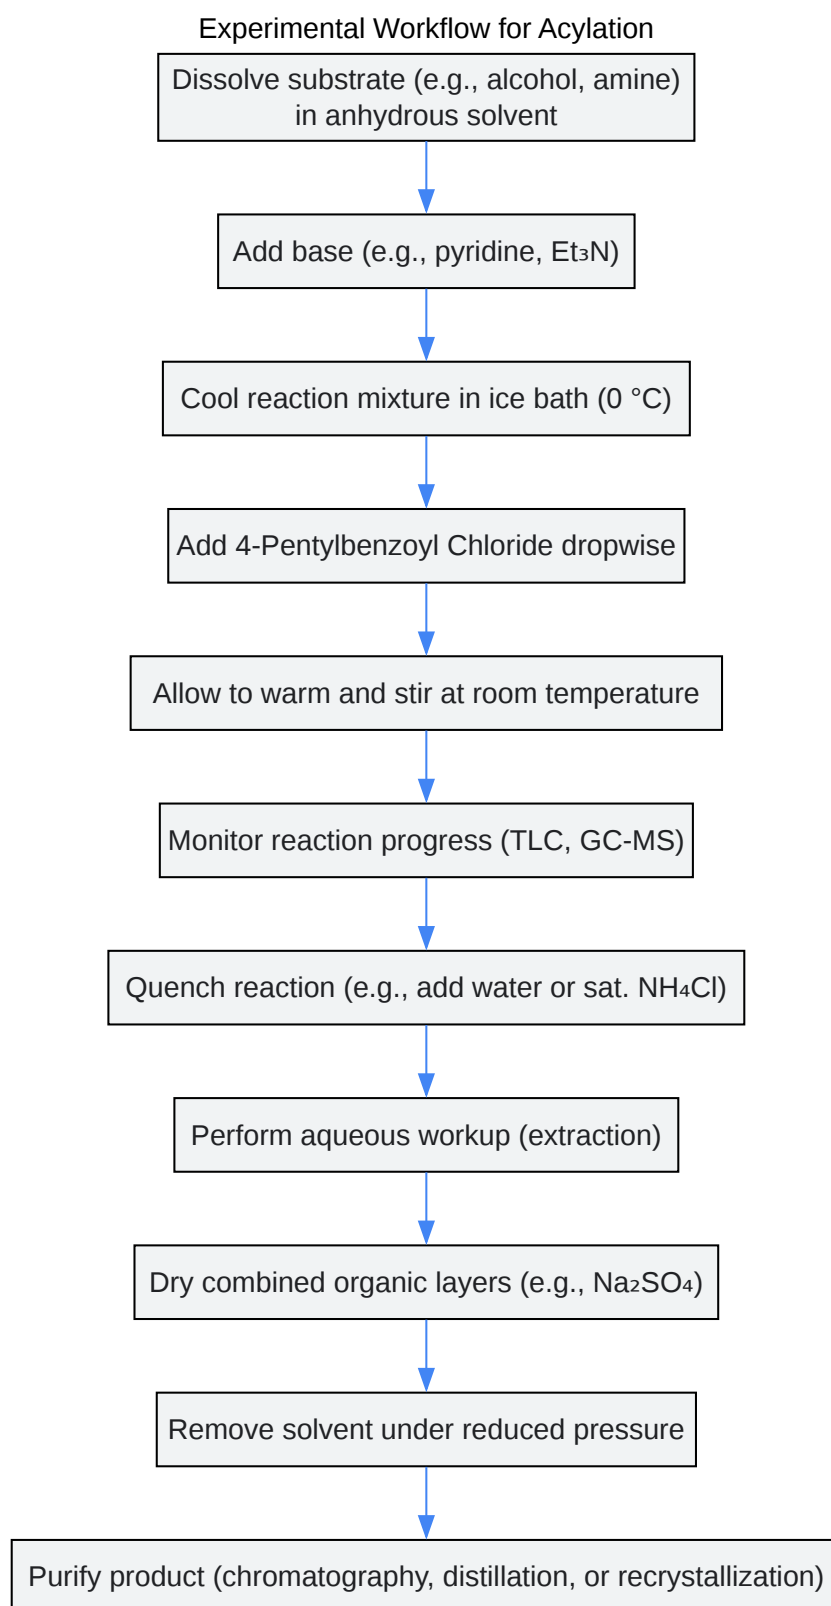 Experimental Workflow for Acylation
Dissolve substrate (e.g., alcohol, amine)
in anhydrous solvent
Add base (e.g., pyridine, Et₃N)
Cool reaction mixture in ice bath (0 °C)
Add 4-Pentylbenzoyl Chloride dropwise
Allow to warm and stir at room temperature
Monitor reaction progress (TLC, GC-MS)
Quench reaction (e.g., add water or sat. NH₄Cl)
Perform aqueous workup (extraction)
Dry combined organic layers (e.g., Na₂SO₄)
Remove solvent under reduced pressure
Purify product (chromatography, distillation, or recrystallization)